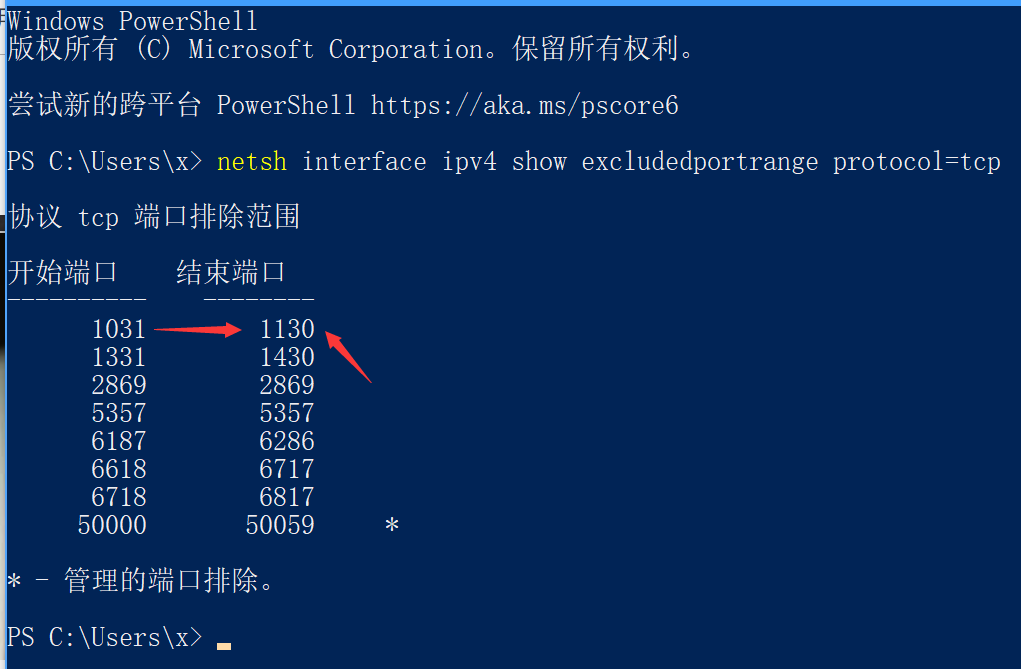 Windows PowerShell
版权所有 (C) Microsoft Corporation。保留所有权利。
尝试新的跨平台 PowerShell https://aka.ms/pscore6
PS C:\Users\x> netsh interface ipv4 show excludedportrange protocol=tcp
协议 tcp 端口排除范围
开始端口    结束端口
----------    --------
1031        1130
1331        1430
2869        2869
5357        5357
6187        6286
6618        6717
6718        6817
50000       50059     *
* - 管理的端口排除。
PS C:\Users\x>